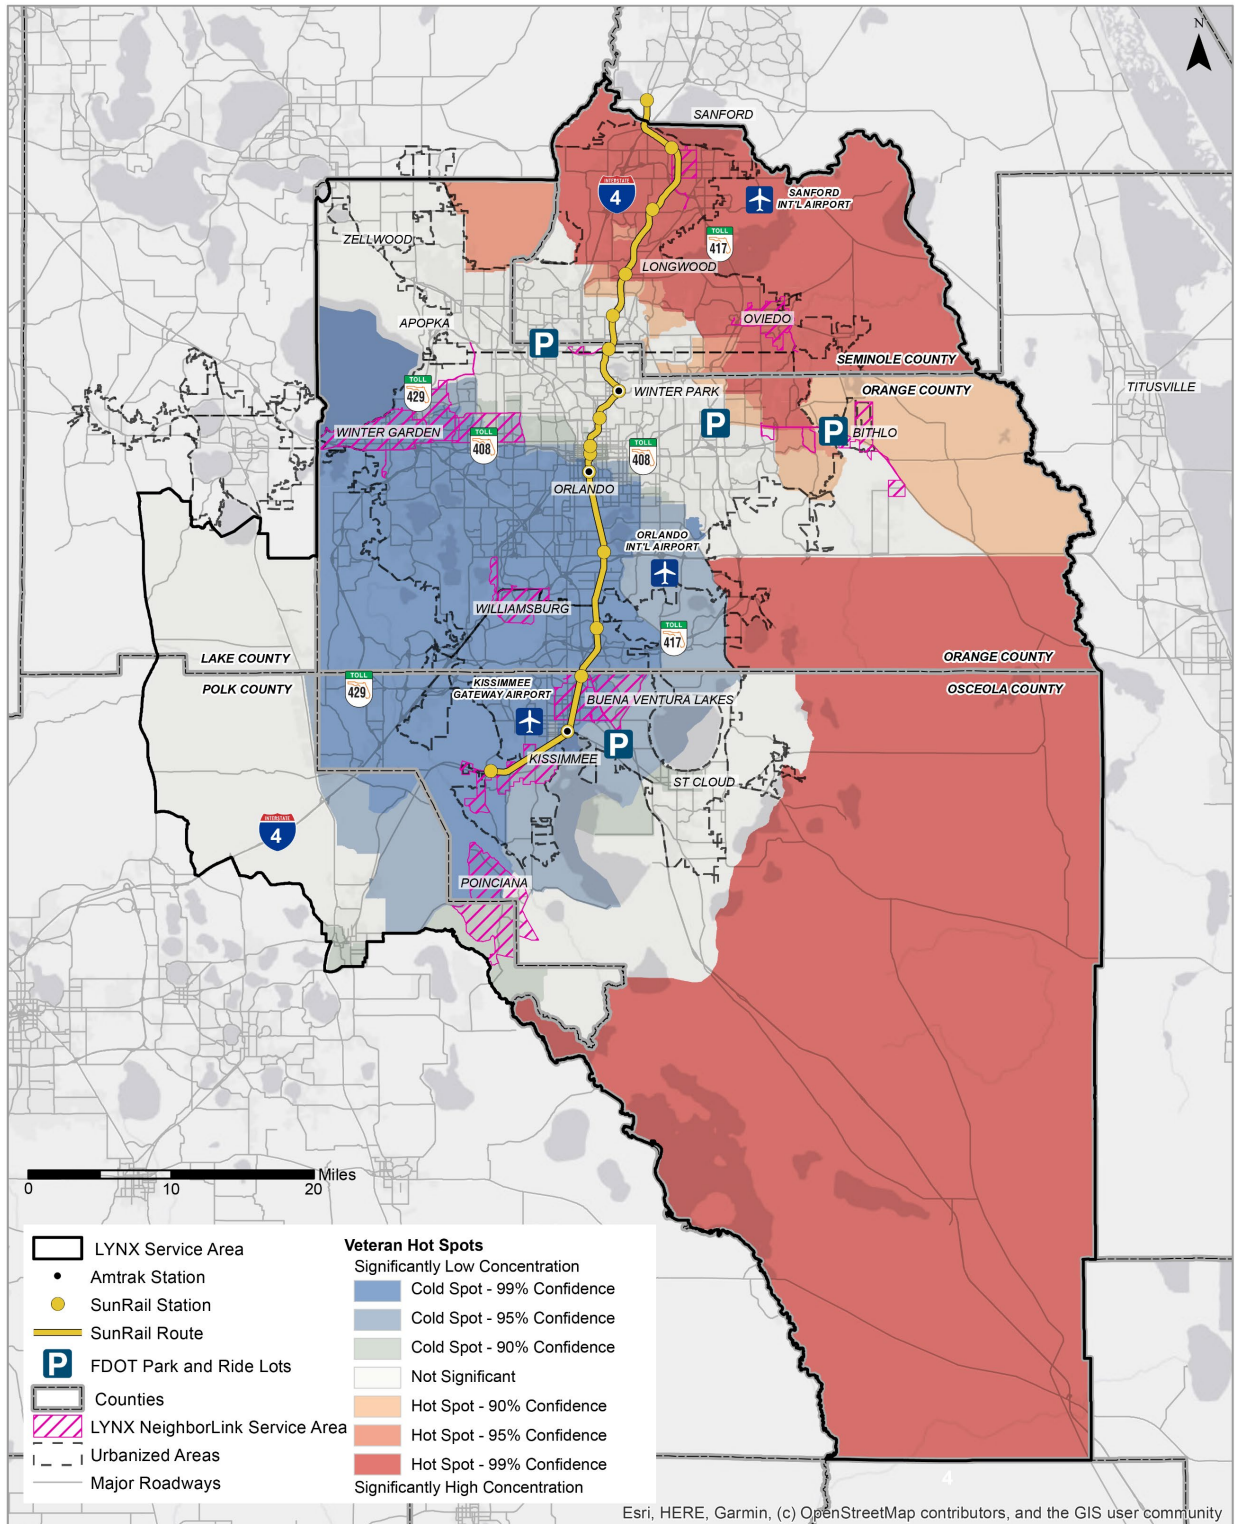 N
SANFORD
INTERSTATE
4
SANFORD
INT'L AIRPORT
TOLL
417
ZELLWOOD
LONGWOOD
APOPKA
OVIEDO
P
SEMINOLE COUNTY
ORANGE COUNTY
TITUSVILLE
TOLL
429
WINTER PARK
P
P
BITHLO
WINTER GARDEN
TOLL
408
TOLL
408
ORLANDO
ORLANDO
INT'L AIRPORT
WILLIAMSBURG
TOLL
417
LAKE COUNTY
ORANGE COUNTY
POLK COUNTY
TOLL
429
KISSIMMEE
GATEWAY AIRPORT
OSCEOLA COUNTY
BUENA VENTURA LAKES
P
KISSIMMEE
ST CLOUD
INTERSTATE
4
POINCIANA
Miles
0 10 20
LYNX Service Area
Amtrak Station
SunRail Station
SunRail Route
P FDOT Park and Ride Lots
Counties
LYNX NeighborLink Service Area
Urbanized Areas
Major Roadways
Veteran Hot Spots
Significantly Low Concentration
Cold Spot - 99% Confidence
Cold Spot - 95% Confidence
Cold Spot - 90% Confidence
Not Significant
Hot Spot - 90% Confidence
Hot Spot - 95% Confidence
Hot Spot - 99% Confidence
Significantly High Concentration
4
Esri, HERE, Garmin, (c) OpenStreetMap contributors, and the GIS user community